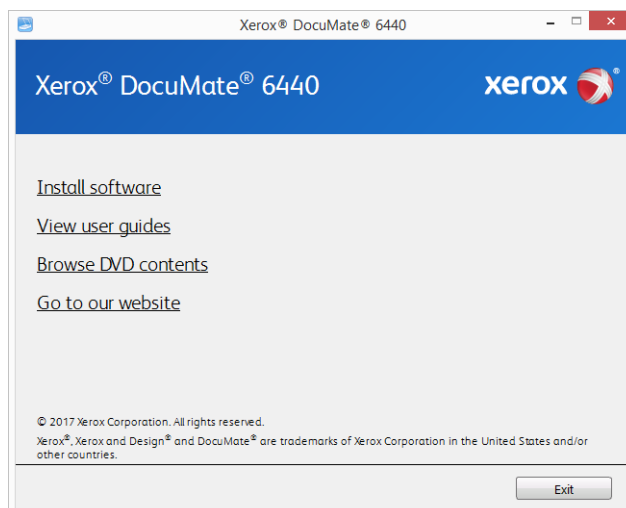 Xerox® DocuMate® 6440
Xerox® DocuMate® 6440
xerox ®
Install software
View user guides
Browse DVD contents
Go to our website
© 2017 Xerox Corporation. All rights reserved.
Xerox®, Xerox and Design® and DocuMate® are trademarks of Xerox Corporation in the United States and/or
other countries.
Exit